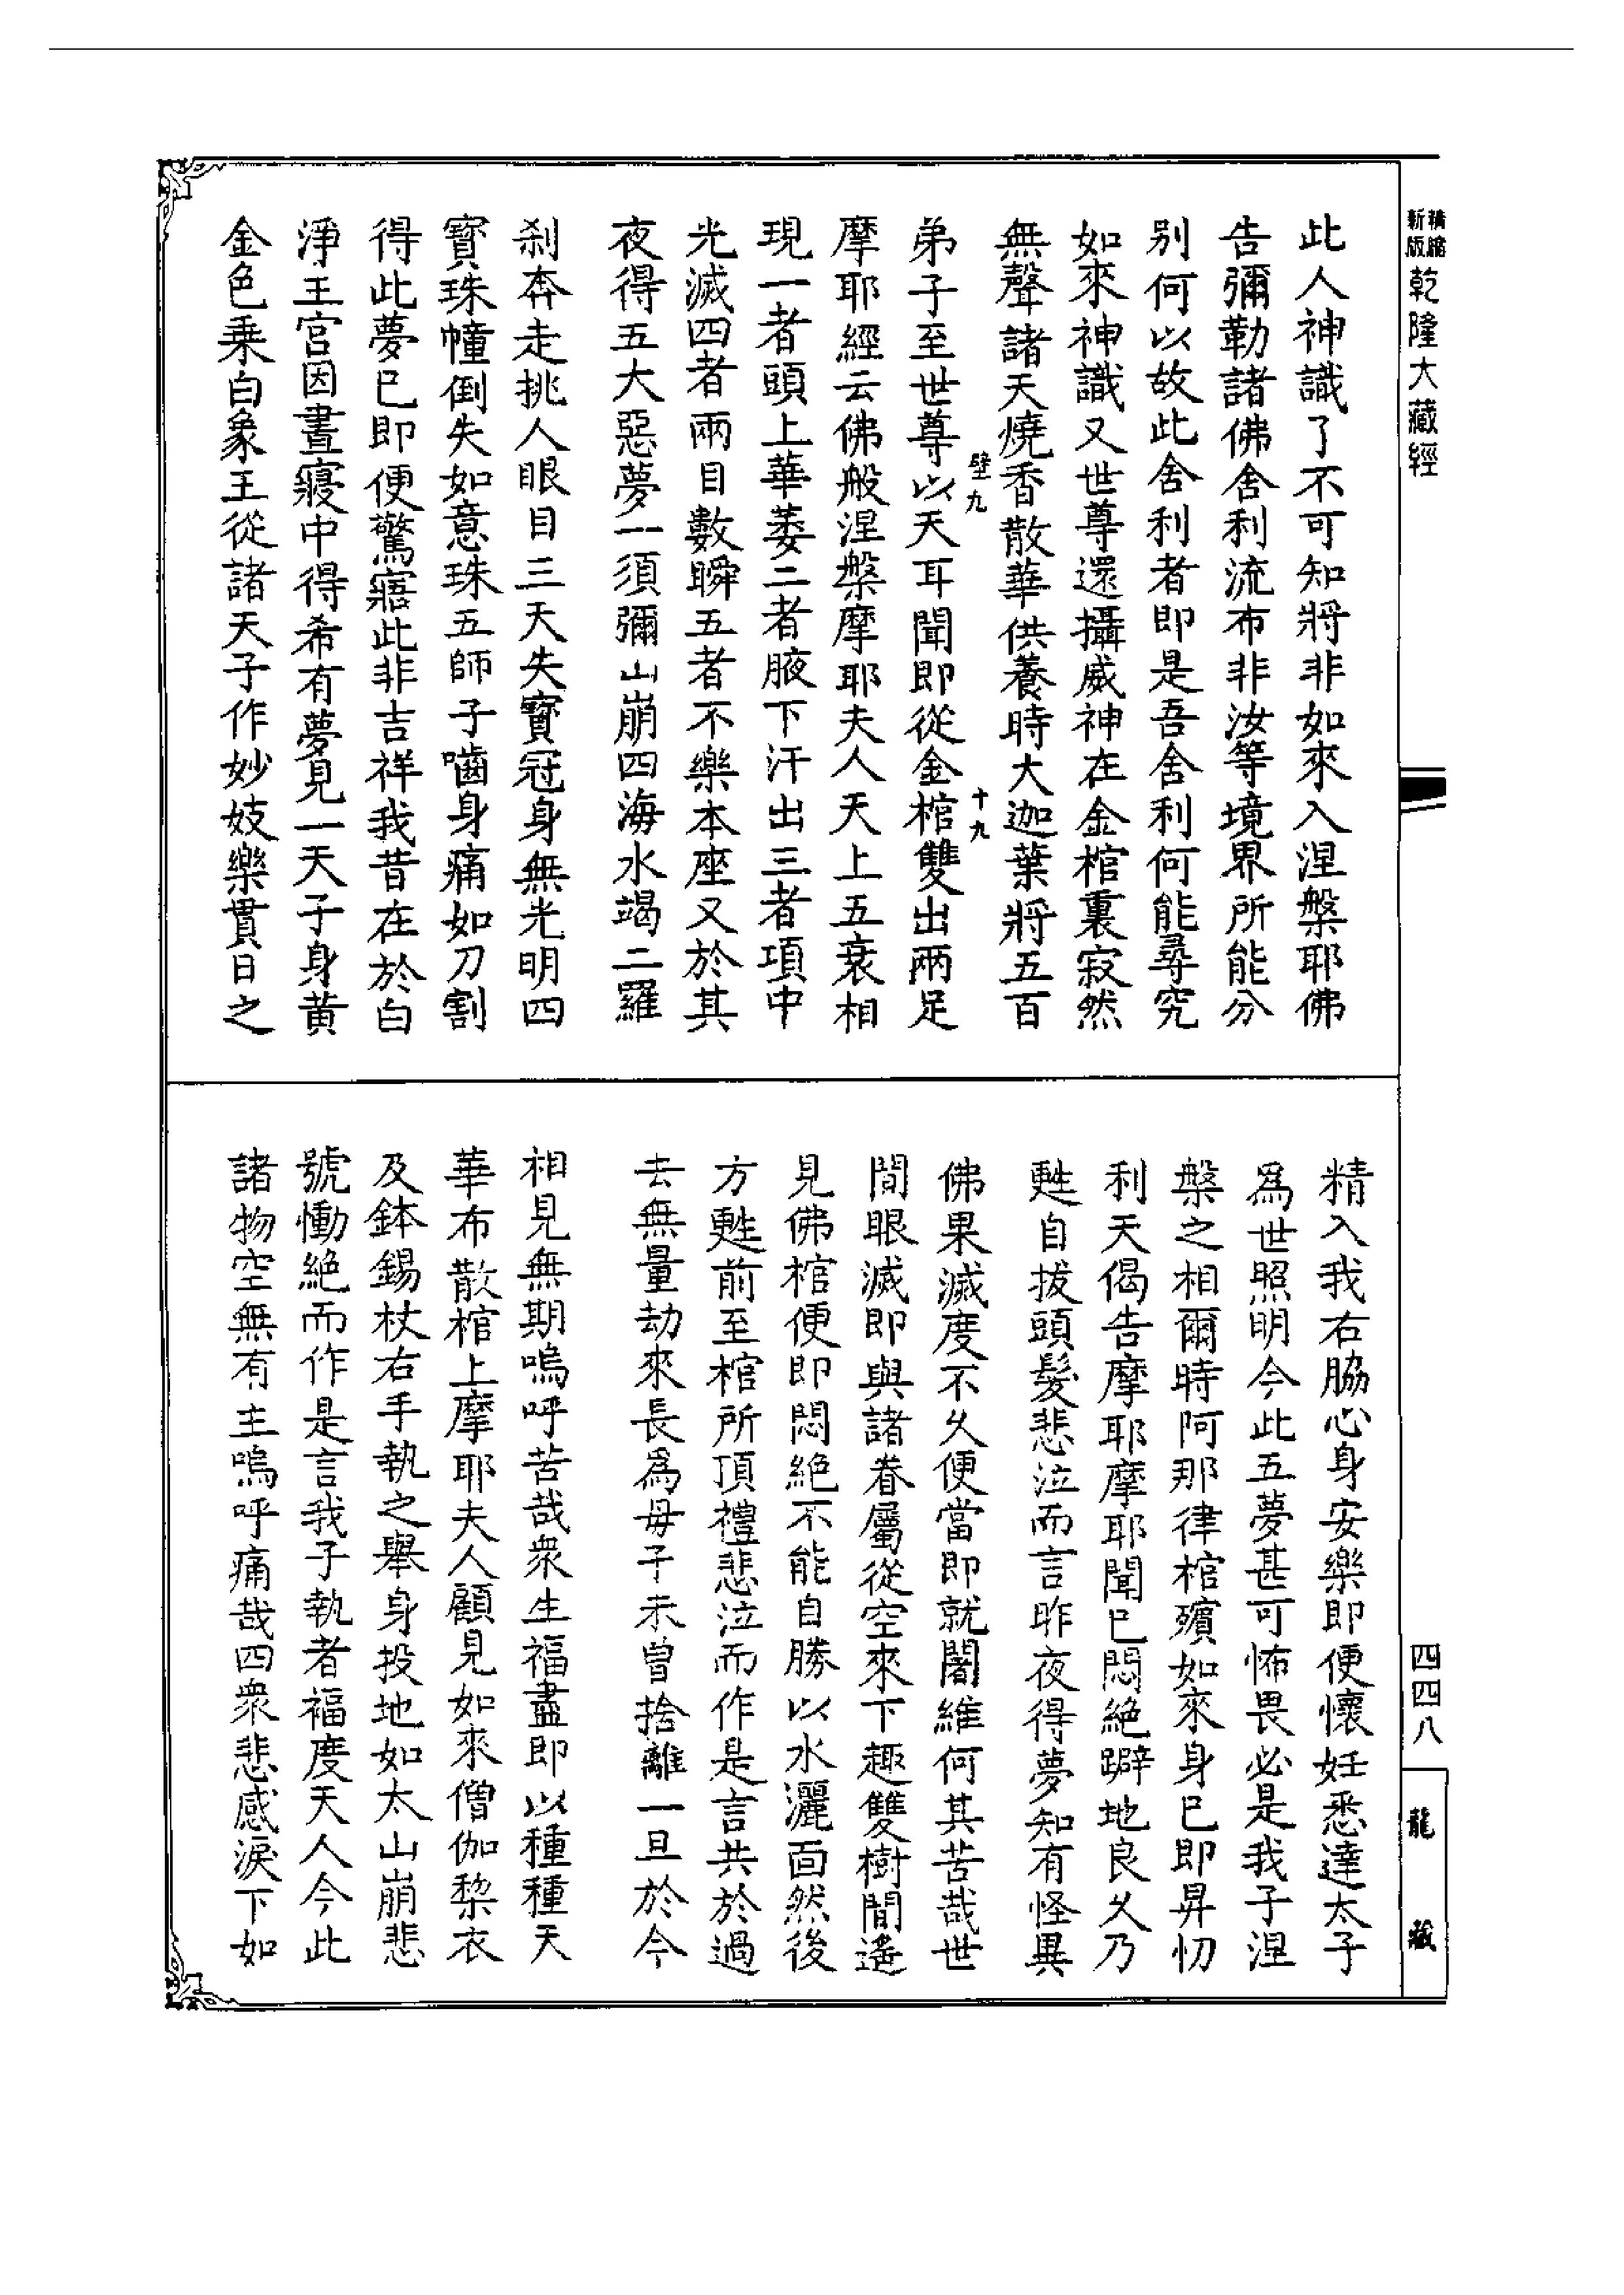 精縮新版乾隆大藏經
此人神識了不可知將非如來入涅槃耶佛
告彌勒諸佛舍利流布非汝等境界所能分
別何以故此舍利者即是吾舍利何能尋究
如來神識又世尊還攝威神在金棺裏寂然
無聲諸天燒香散華供養時大迦葉將五百
壁九
十九
弟子至世尊以天耳聞即從金棺雙出兩足
摩耶經云佛般涅槃摩耶夫人天上五衰相
現一者頭上華萎二者腋下汗出三者項中
光滅四者兩目數瞬五者不樂本座又於其
夜得五大惡夢一須彌山崩四海水竭二羅
剎奔走挑人眼目三天失寶冠身無光明四
寶珠幢倒失如意珠五師子嚙身痛如刀割
得此夢已即便驚寤此非吉祥我昔在於白
淨王宮因晝寢中得希有夢見一天子身黃
金色乘白象王從諸天子作妙妓樂貫日之
精入我右脇心身安樂即便懷妊悉達太子
為世照明今此五夢甚可怖畏必是我子涅
槃之相爾時阿那律棺殯如來身已即昇忉
利天偈告摩耶摩耶聞已悶絕躃地良久乃
甦自拔頭髮悲泣而言昨夜得夢知有怪異
佛果滅度不久便當即就闍維何其苦哉世
間眼滅即與諸眷屬從空來下趣雙樹間遙
見佛棺便即悶絕不能自勝以水灑面然後
方甦前至棺所頂禮悲泣而作是言共於過
去無量劫來長為母子未曾捨離一旦於今
相見無期嗚呼苦哉衆生福盡即以種種天
華布散棺上摩耶夫人顧見如來僧伽棃衣
及鉢錫杖右手執之舉身投地如太山崩悲
號慟絕而作是言我子執者福度天人今此
諸物空無有主嗚呼痛哉四衆悲感淚下如
四四八
龍藏